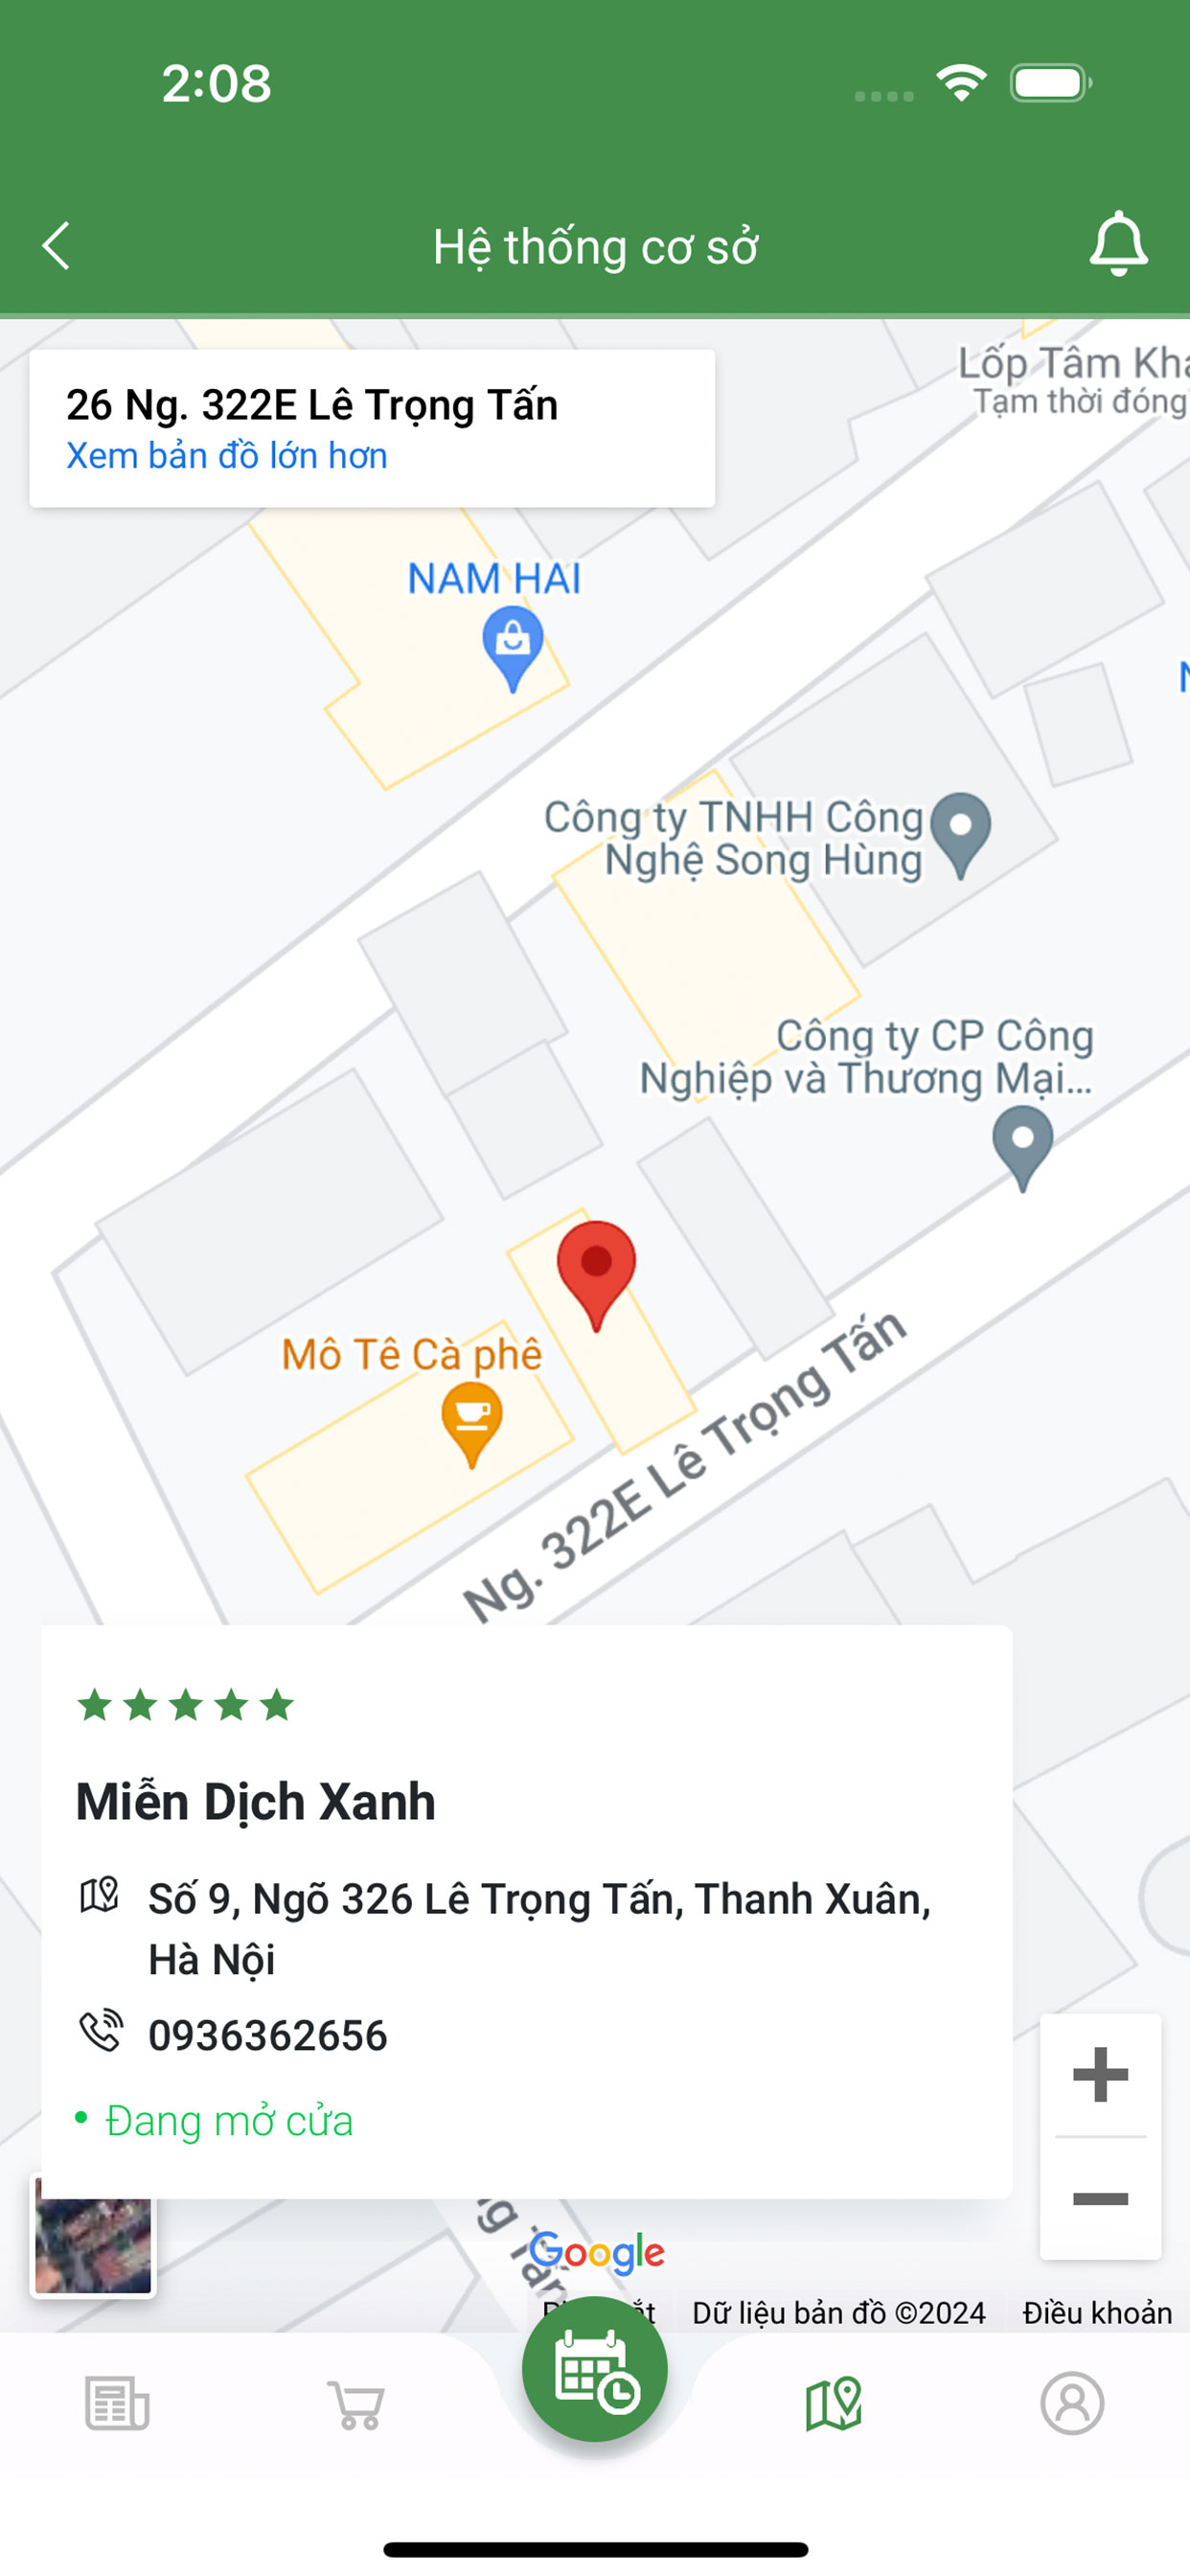 2:08
Hệ thống cơ sở
26 Ng. 322E Lê Trọng Tấn
Xem bản đồ lớn hơn
Lốp Tâm
Tạm thời đóng
NAM HAI
Công ty TNHH Công
Nghệ Song Hùng
Công ty CP Công
Nghiệp và Thương Mại...
Mô Tê Cà phê
Ng. 322E Lê Trọng Tấn
Miễn Dịch Xanh
Số 9, Ngõ 326 Lê Trọng Tấn, Thanh Xuân,
Hà Nội
0936362656
Đang mở cửa
Google
Dữ liệu bản đồ ©2024
Điều khoản